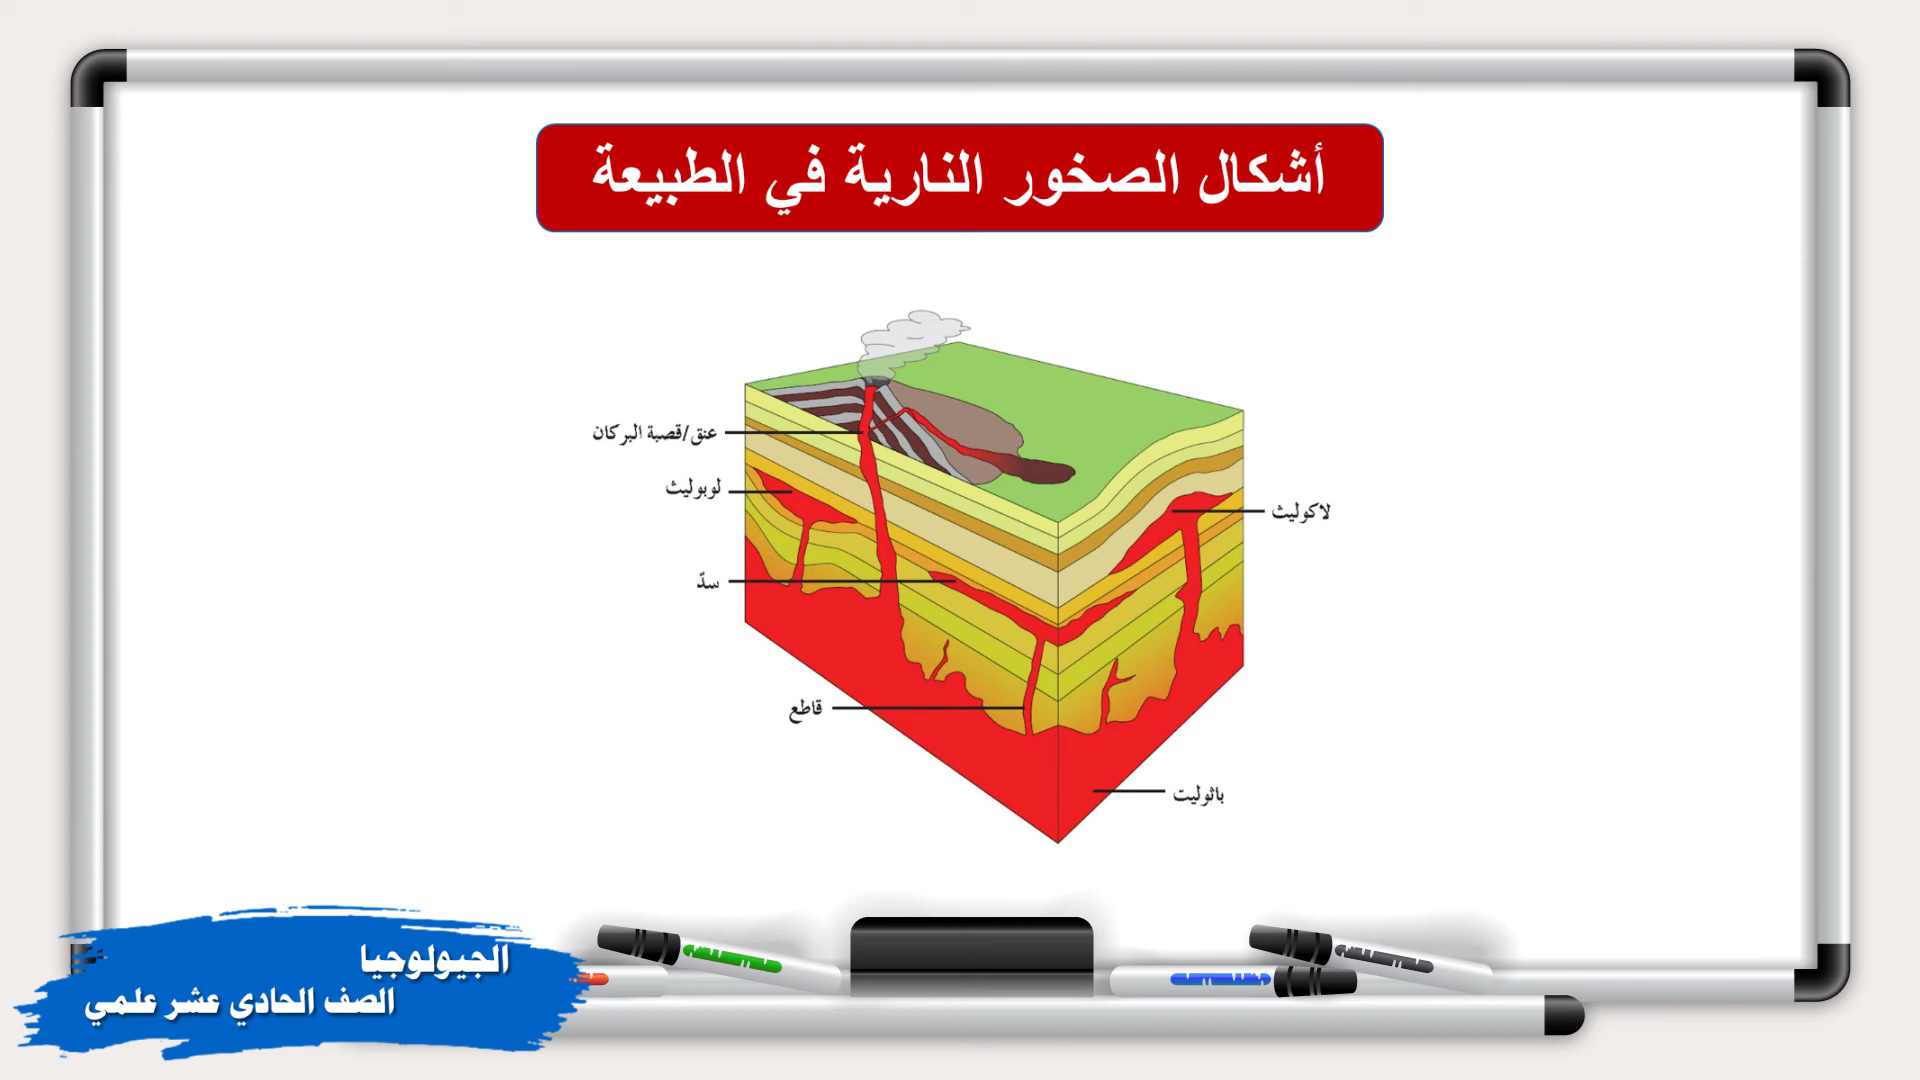 أشكال الصخور النارية في الطبيعة
عنق/قصبة البركان
لوبوليث
لاكوليث
سدّ
قاطع
باثوليت
الجيولوجيا
الصف الحادي عشر علمي